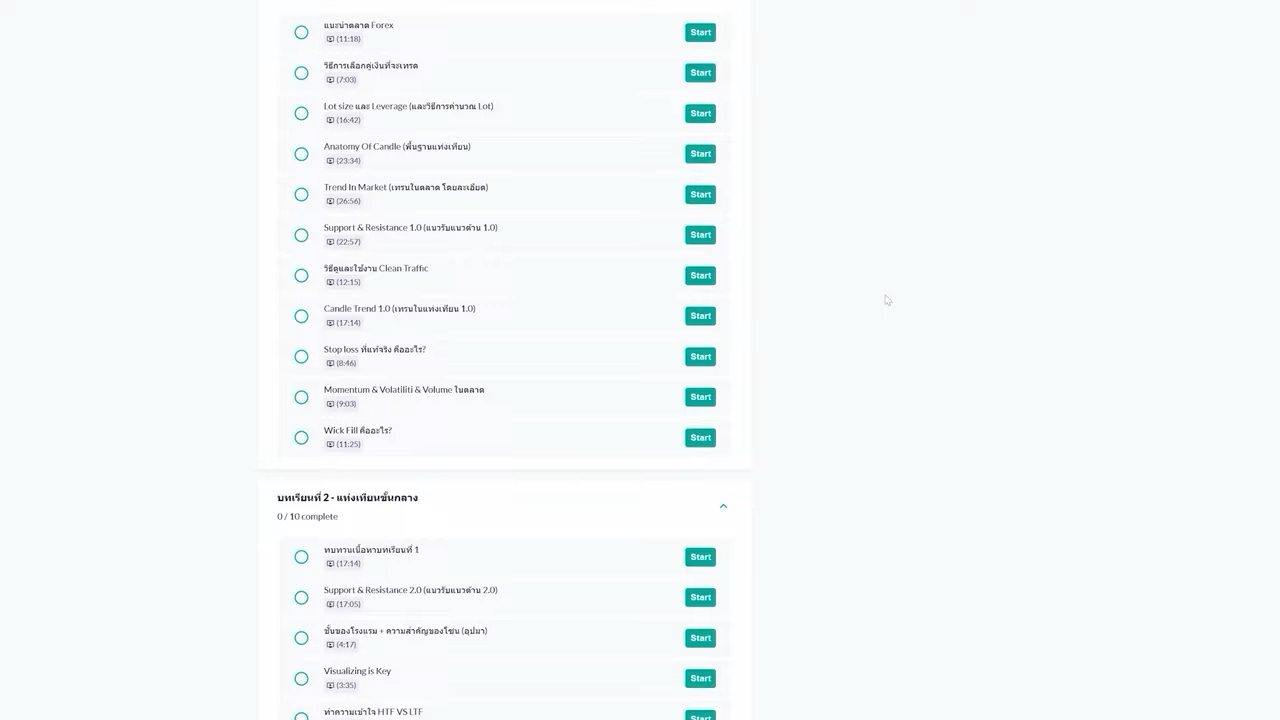 แนะนำตลาด Forex
Start
(11:18)
วิธีการเลือกคู่เงินที่จะเทรด
Start
(7:03)
Lot size และ Leverage (และวิธีการคำนวณ Lot)
Start
(16:42)
Anatomy Of Candle (พื้นฐานแท่งเทียน)
Start
(23:34)
Trend In Market (เทรนในตลาด โดยละเอียด)
Start
(26:56)
Support & Resistance 1.0 (แนวรับแนวต้าน 1.0)
Start
(22:57)
วิธีดูและใช้งาน Clean Traffic
Start
(12:15)
Candle Trend 1.0 (เทรนในแท่งเทียน 1.0)
Start
(17:14)
Stop loss ที่แท้จริง คืออะไร?
Start
(8:46)
Momentum & Volatiliti & Volume ในตลาด
Start
(9:03)
Wick Fill คืออะไร?
Start
(11:25)
บทเรียนที่ 2 - แท่งเทียนขั้นกลาง
0 / 10 complete
ทบทวนเนื้อหาบทเรียนที่ 1
Start
(17:14)
Support & Resistance 2.0 (แนวรับแนวต้าน 2.0)
Start
(17:05)
ชั้นของโรงแรม + ความสำคัญของโซน (อุปมา)
Start
(4:17)
Visualizing is Key
Start
(3:35)
ทำความเข้าใจ HTF VS LTF
Start